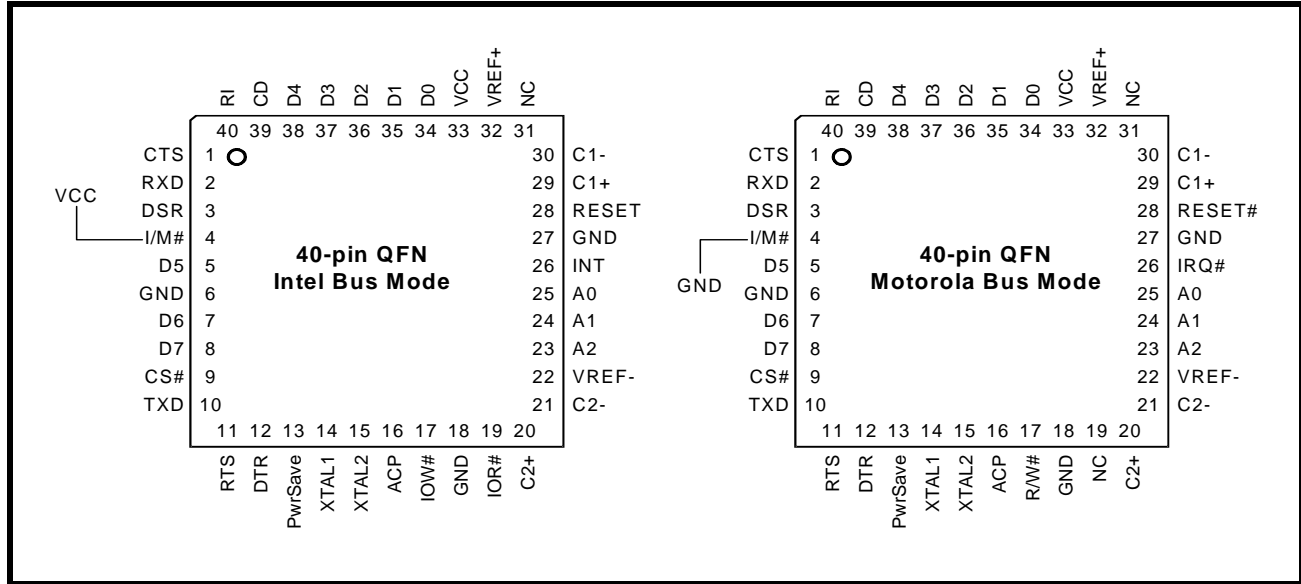 RI CD D4 D3 D2 D1 D0 VCC VREF+ NC
40 39 38 37 36 35 34 33 32 31
CTS 1 30 C1-
RXD 2 29 C1+
VCC
DSR 3 28 RESET
I/M# 4 27 GND
D5 5 26 INT
GND 6 25 A0
D6 7 24 A1
D7 8 23 A2
CS# 9 22 VREF-
TXD 10 21 C2-
40-pin QFN
Intel Bus Mode
11 12 13 14 15 16 17 18 19 20
RTS DTR PwrSave XTAL1 XTAL2 ACP IOW# GND IOR# C2+
RI CD D4 D3 D2 D1 D0 VCC VREF+ NC
40 39 38 37 36 35 34 33 32 31
CTS 1 30 C1-
RXD 2 29 C1+
DSR 3 28 RESET#
I/M# 4 27 GND
D5 5 26 IRQ#
GND
GND 6 25 A0
D6 7 24 A1
D7 8 23 A2
CS# 9 22 VREF-
TXD 10 21 C2-
40-pin QFN
Motorola Bus Mode
11 12 13 14 15 16 17 18 19 20
RTS DTR PwrSave XTAL1 XTAL2 ACP R/W# GND NC C2+